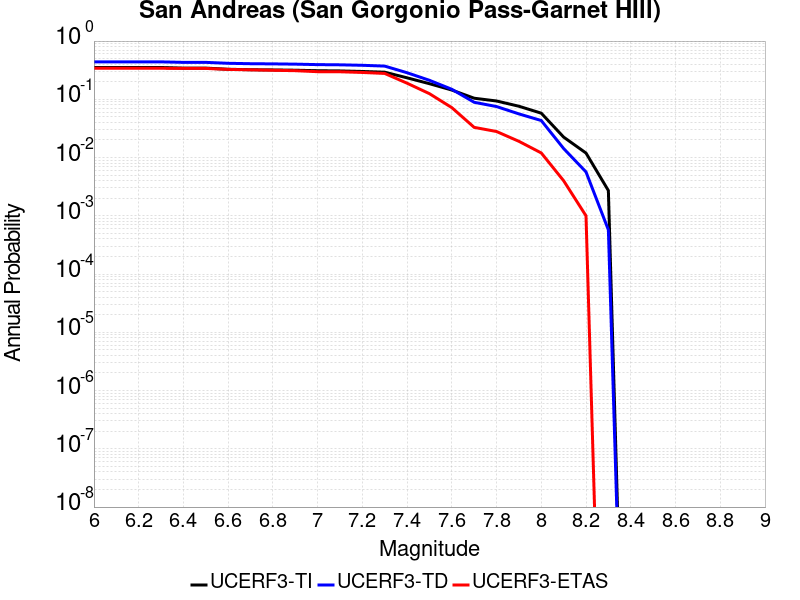 San Andreas (San Gorgonio Pass-Garnet HIll)
10^0
10^-1
10^-2
10^-3
10^-4
10^-5
10^-6
10^-7
10^-8
Annual Probability
6 6.2 6.4 6.6 6.8 7 7.2 7.4 7.6 7.8 8 8.2 8.4 8.6 8.8 9
Magnitude
UCERF3-TI UCERF3-TD UCERF3-ETAS